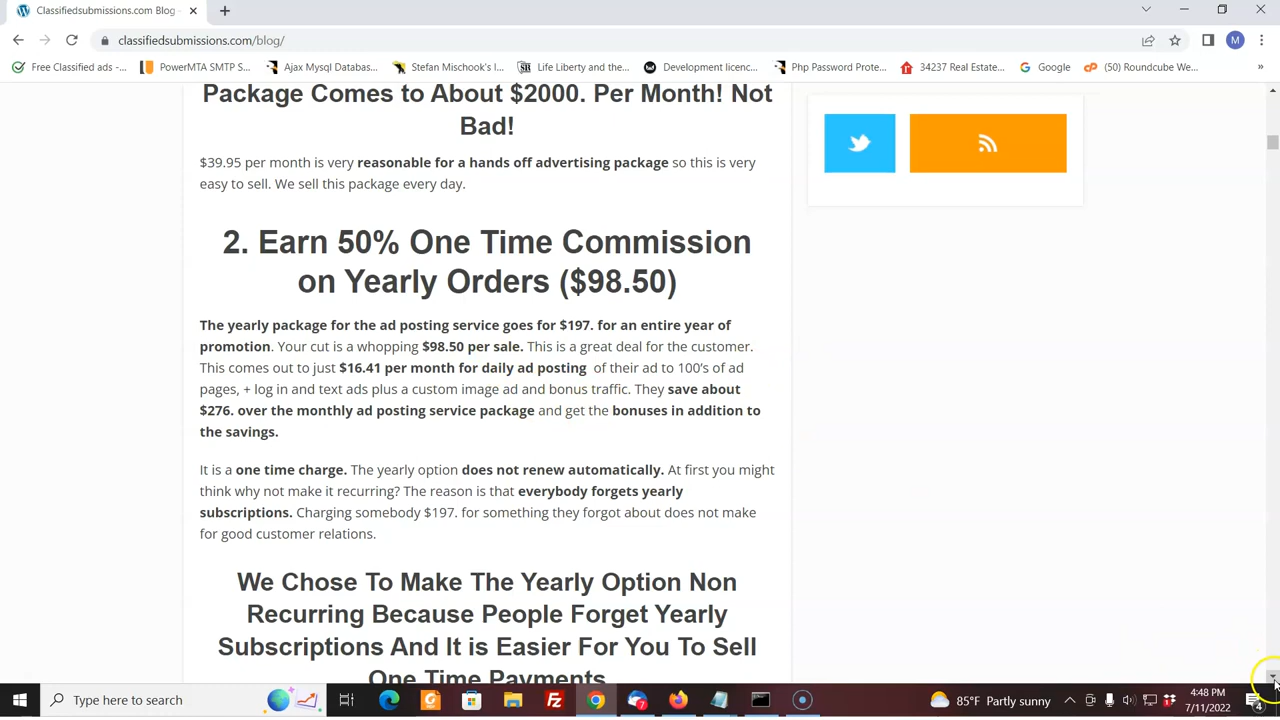 Classifiedsubmissions.com Blog -
classifiedsubmissions.com/blog/
M
Free Classified ads -...
PowerMTA SMTP S...
Ajax Mysql Databas...
Stefan Mischook's I...
Life Liberty and the...
Development licenc...
Php Password Prote...
34237 Real Estate...
Google
(50) Roundcube We...
»
Package Comes to About $2000. Per Month! Not
Bad!
$39.95 per month is very reasonable for a hands off advertising package so this is very
easy to sell. We sell this package every day.
2. Earn 50% One Time Commission
on Yearly Orders ($98.50)
The yearly package for the ad posting service goes for $197. for an entire year of
promotion. Your cut is a whopping $98.50 per sale. This is a great deal for the customer.
This comes out to just $16.41 per month for daily ad posting of their ad to 100's of ad
pages, + log in and text ads plus a custom image ad and bonus traffic. They save about
$276. over the monthly ad posting service package and get the bonuses in addition to
the savings.
It is a one time charge. The yearly option does not renew automatically. At first you might
think why not make it recurring? The reason is that everybody forgets yearly
subscriptions. Charging somebody $197. for something they forgot about does not make
for good customer relations.
We Chose To Make The Yearly Option Non
Recurring Because People Forget Yearly
Subscriptions And It is Easier For You To Sell
One Time Payments
Type here to search
85°F Partly sunny
4:48 PM
7/11/2022
4